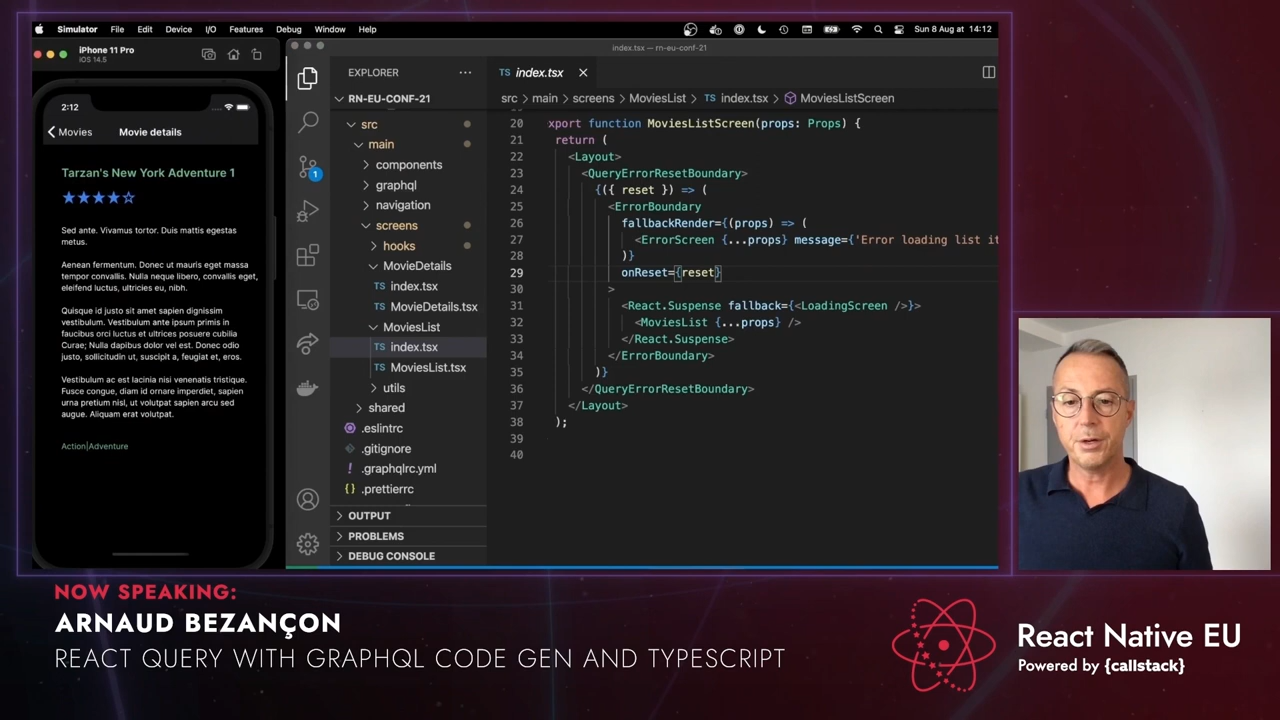 Simulator File Edit Device I/O Features Debug Window Help
Sun 8 Aug at 14:12
iPhone 11 Pro
iOS 14.5
2:12
Movies
Movie details
Tarzan's New York Adventure 1
Sed ante. Vivamus tortor. Duis mattis egestas
metus.
Aenean fermentum. Donec ut mauris eget massa
tempor convallis. Nulla neque libero, convallis eget,
eleifend luctus, ultricies eu, nibh.
Quisque id justo sit amet sapien dignissim
vestibulum. Vestibulum ante ipsum primis in
faucibus orci luctus et ultrices posuere cubilia
Curae; Nulla dapibus dolor vel est. Donec odio
justo, sollicitudin ut, suscipit a, feugiat et, eros.
Vestibulum ac est lacinia nisi venenatis tristique.
Fusce congue, diam id ornare imperdiet, sapien
urna pretium nisl, ut volutpat sapien arcu sed
augue. Aliquam erat volutpat.
Action|Adventure
index.tsx — rn-eu-conf-21
1
EXPLORER
RN-EU-CONF-21
src
main
components
graphql
navigation
screens
hooks
MovieDetails
TS index.tsx
TS MovieDetails.tsx
MoviesList
TS index.tsx
TS MoviesList.tsx
utils
shared
.eslintrc
.gitignore
! .graphqlrc.yml
{} .prettierrc
OUTPUT
PROBLEMS
DEBUG CONSOLE
TS index.tsx
src > main > screens > MoviesList > TS index.tsx > MoviesListScreen
20 xport function MoviesListScreen(props: Props) {
21 return (
22 <Layout>
23 <QueryErrorResetBoundary>
24 {({ reset }) => (
25 <ErrorBoundary
26 fallbackRender={(props) => (
27 <ErrorScreen {...props} message={'Error loading list it
28 )}
29 onReset={reset}
30 >
31 <React.Suspense fallback={<LoadingScreen />}>
32 <MoviesList {...props} />
33 </React.Suspense>
34 </ErrorBoundary>
35 )}
36 </QueryErrorResetBoundary>
37 </Layout>
38 );
39
40
NOW SPEAKING:
ARNAUD BEZANÇON
REACT QUERY WITH GRAPHQL CODE GEN AND TYPESCRIPT
React Native EU
Powered by {callstack}